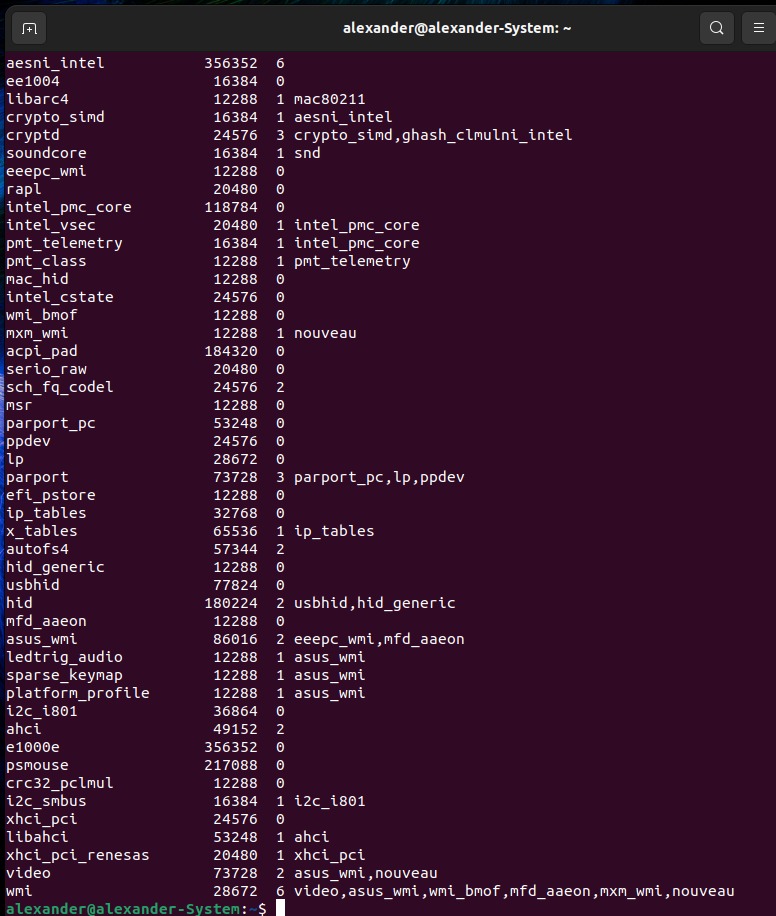 alexander@alexander-System: ~
aesni_intel 356352 6
ee1004 16384 0
libarc4 12288 1 mac80211
crypto_simd 16384 1 aesni_intel
cryptd 24576 3 crypto_simd,ghash_clmulni_intel
soundcore 16384 1 snd
eeepc_wmi 12288 0
rapl 20480 0
intel_pmc_core 118784 0
intel_vsec 20480 1 intel_pmc_core
pmt_telemetry 16384 1 intel_pmc_core
pmt_class 12288 1 pmt_telemetry
mac_hid 12288 0
intel_cstate 24576 0
wmi_bmof 12288 0
mxm_wmi 12288 1 nouveau
acpi_pad 184320 0
serio_raw 20480 0
sch_fq_codel 24576 2
msr 12288 0
parport_pc 53248 0
ppdev 24576 0
lp 28672 0
parport 73728 3 parport_pc,lp,ppdev
efi_pstore 12288 0
ip_tables 32768 0
x_tables 65536 1 ip_tables
autofs4 57344 2
hid_generic 12288 0
usbhid 77824 0
hid 180224 2 usbhid,hid_generic
mfd_aaeon 12288 0
asus_wmi 86016 2 eeepc_wmi,mfd_aaeon
ledtrig_audio 12288 1 asus_wmi
sparse_keymap 12288 1 asus_wmi
platform_profile 12288 1 asus_wmi
i2c_i801 36864 0
ahci 49152 2
e1000e 356352 0
psmouse 217088 0
crc32_pclmul 12288 0
i2c_smbus 16384 1 i2c_i801
xhci_pci 24576 0
libahci 53248 1 ahci
xhci_pci_renesas 20480 1 xhci_pci
video 73728 2 asus_wmi,nouveau
wmi 28672 6 video,asus_wmi,wmi_bmof,mfd_aaeon,mxm_wmi,nouveau
alexander@alexander-System:~$